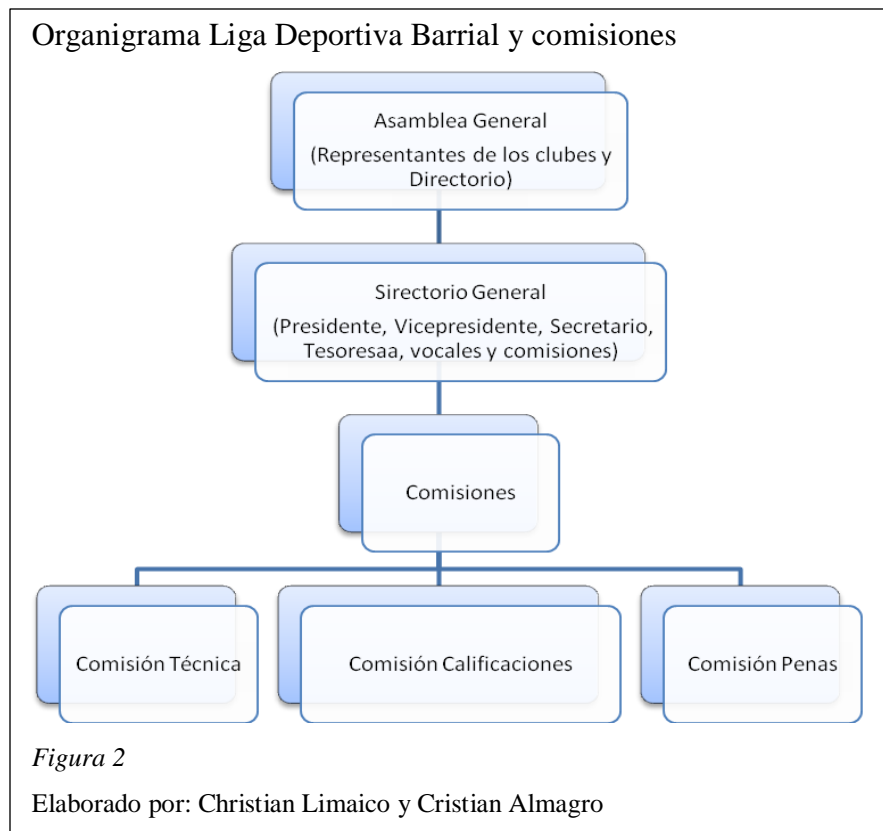 Organigrama Liga Deportiva Barrial y comisiones
Asamblea General
(Representantes de los clubes y
Directorio)
Sirectorio General
(Presidente, Vicepresidente, Secretario,
Tesoresaa, vocales y comisiones)
Comisiones
Comisión Técnica
Comisión Calificaciones
Comisión Penas
Figura 2
Elaborado por: Christian Limaico y Cristian Almagro